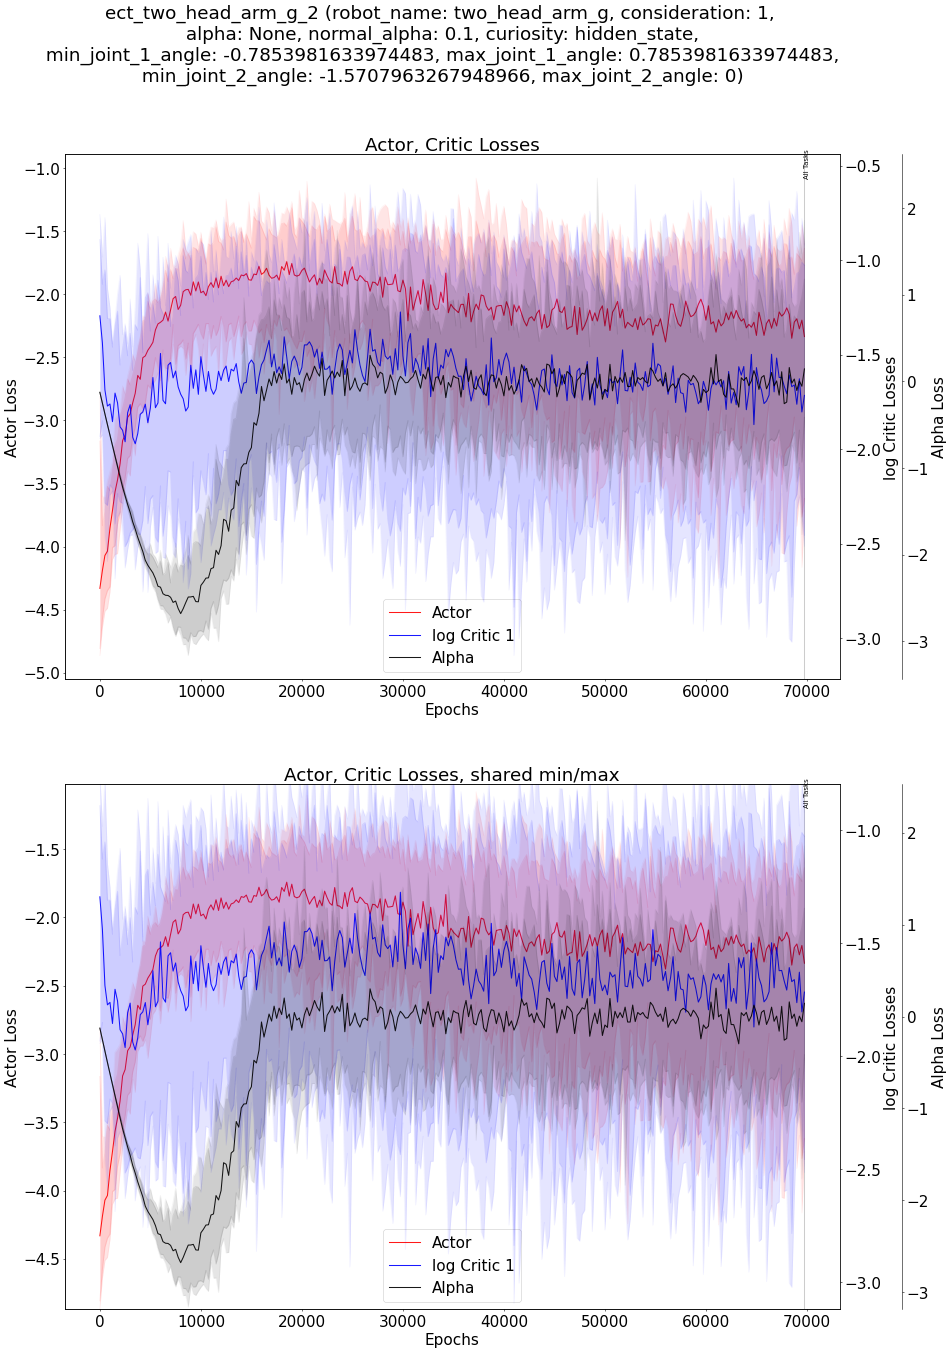 ect_two_head_arm_g_2 (robot_name: two_head_arm_g, consideration: 1,
alpha: None, normal_alpha: 0.1, curiosity: hidden_state,
min_joint_1_angle: -0.7853981633974483, max_joint_1_angle: 0.7853981633974483,
min_joint_2_angle: -1.5707963267948966, max_joint_2_angle: 0)
Actor, Critic Losses
All Tasks
−1.0
−1.5
−2.0
−2.5
−3.0
−3.5
−4.0
−4.5
−5.0
Actor Loss
−0.5
−1.0
−1.5
−2.0
−2.5
−3.0
log Critic Losses
2
1
0
−1
−2
−3
Alpha Loss
Actor
log Critic 1
Alpha
0 10000 20000 30000 40000 50000 60000 70000
Epochs
Actor, Critic Losses, shared min/max
All Tasks
−1.5
−2.0
−2.5
−3.0
−3.5
−4.0
−4.5
Actor Loss
−1.0
−1.5
−2.0
−2.5
−3.0
log Critic Losses
2
1
0
−1
−2
−3
Alpha Loss
Actor
log Critic 1
Alpha
0 10000 20000 30000 40000 50000 60000 70000
Epochs